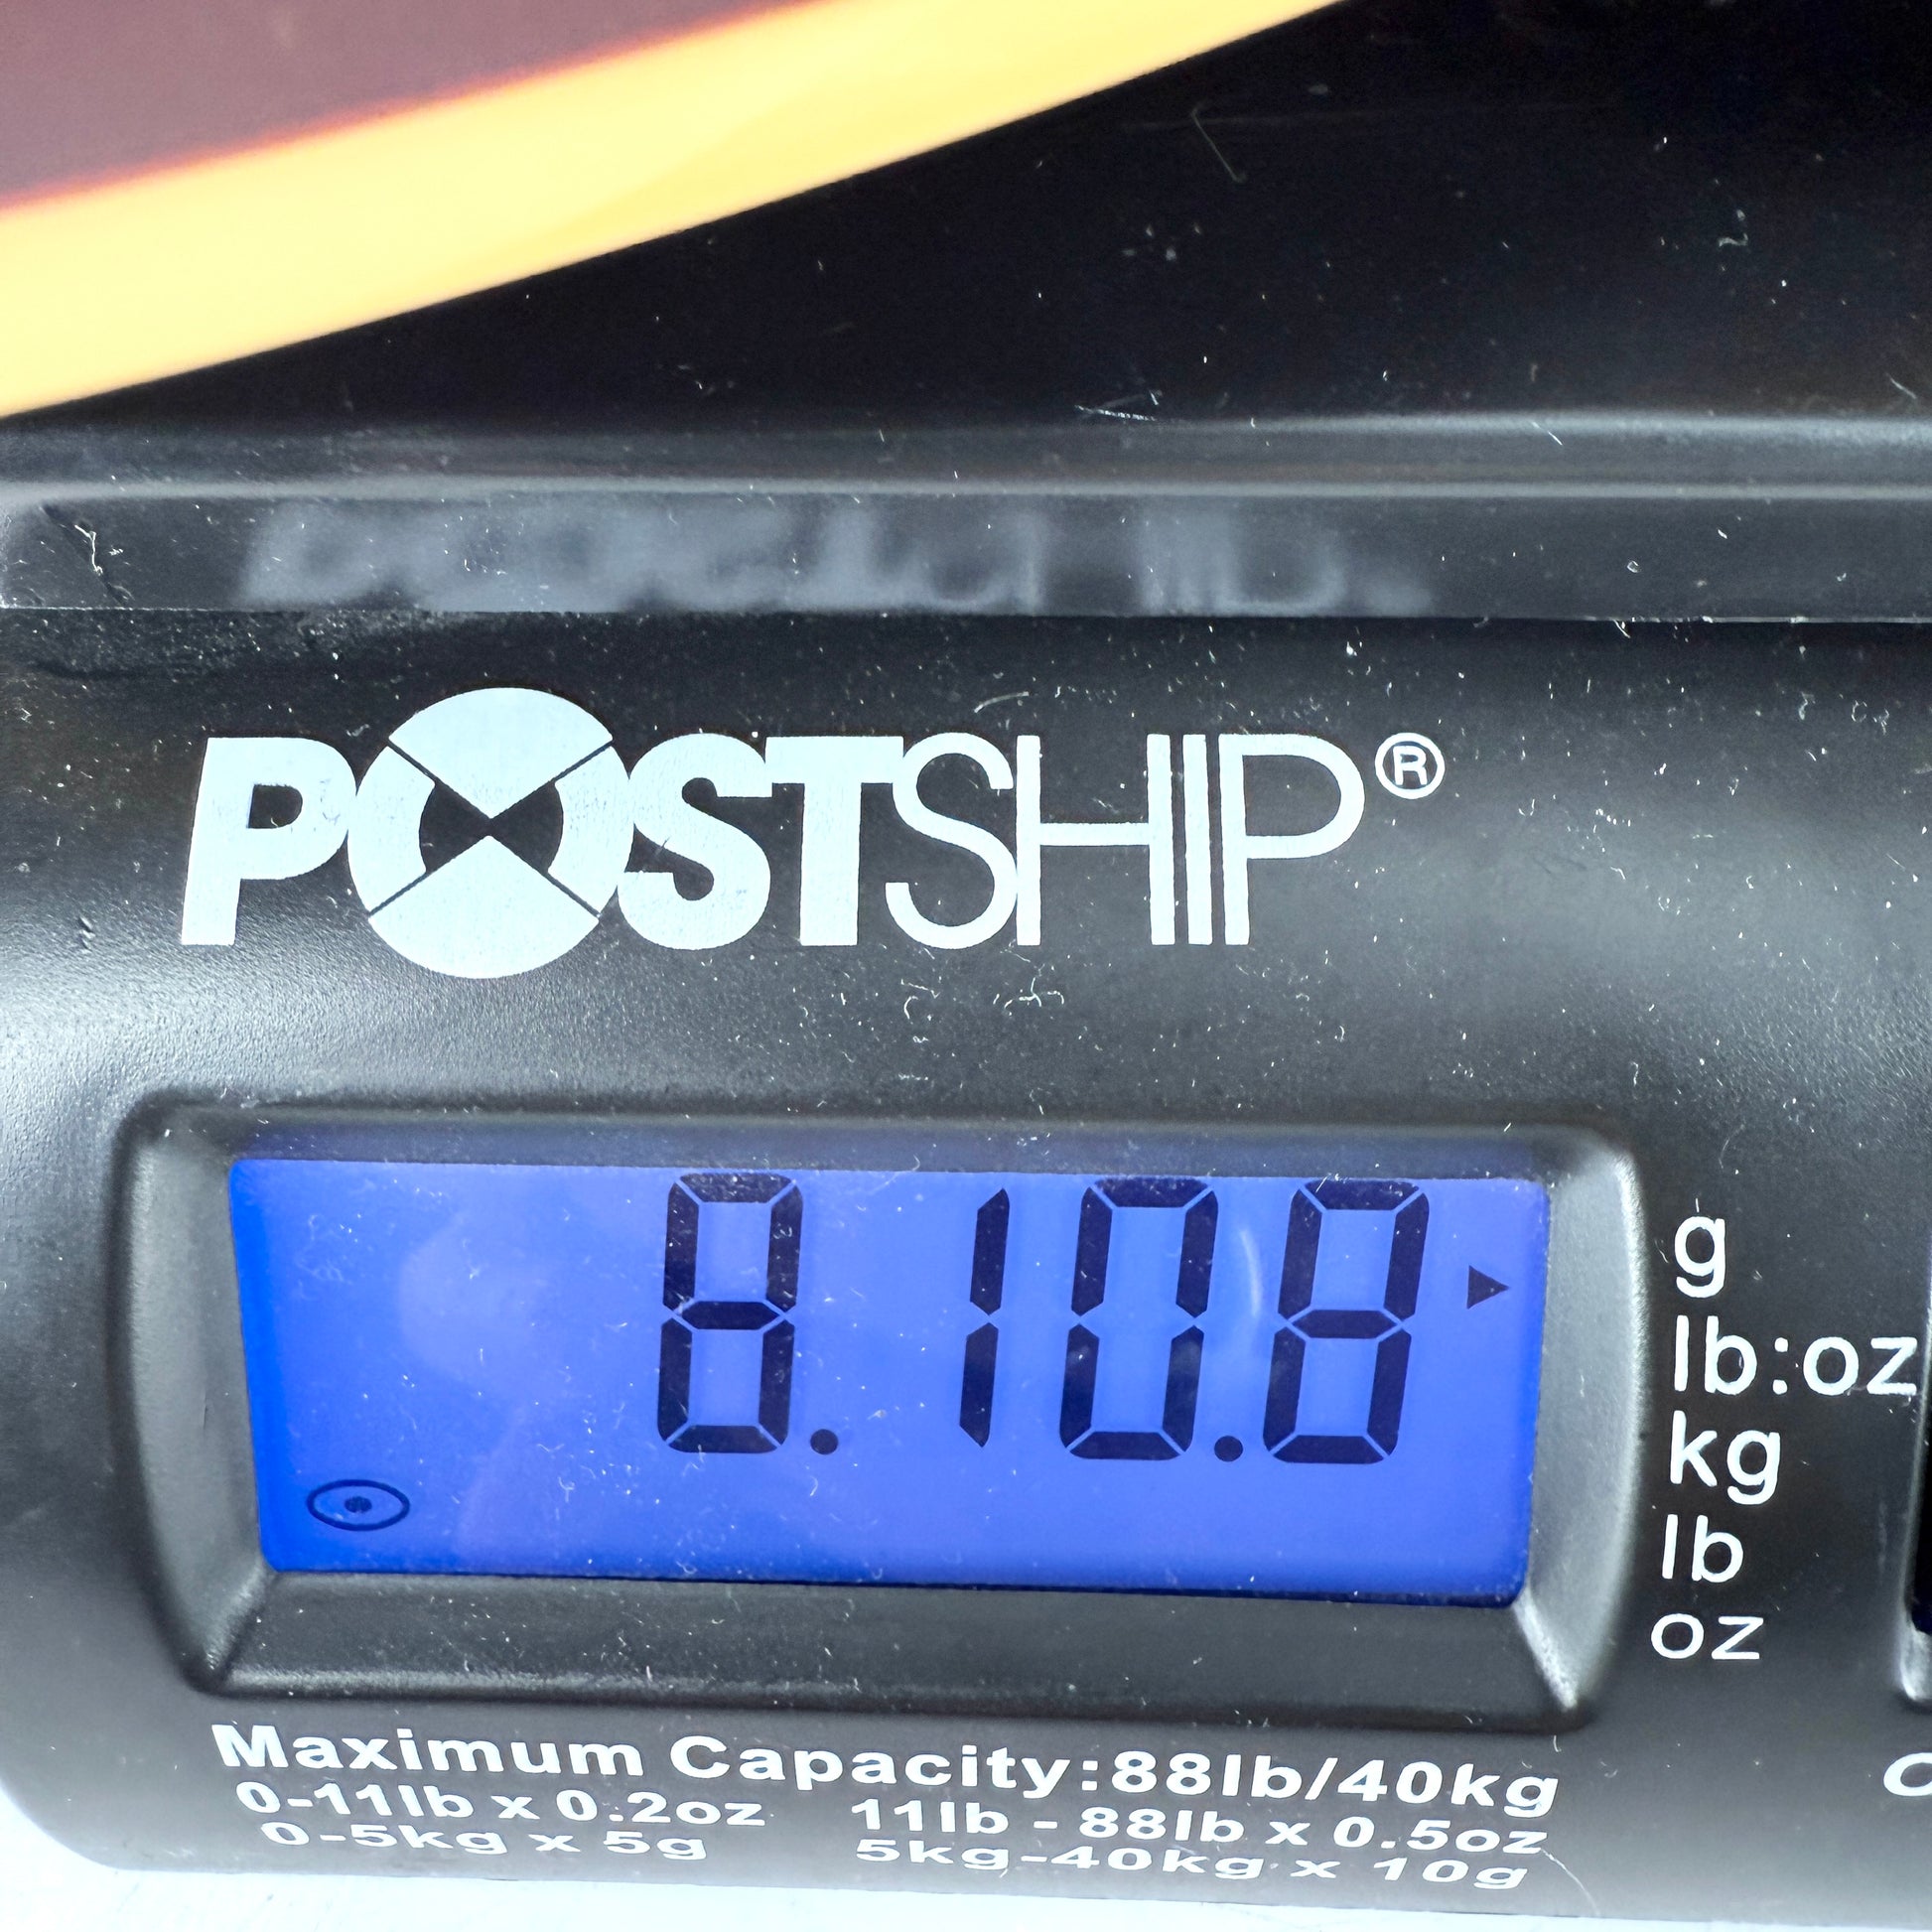 POSTSHIP®
8.10.8
g
lb:oz
kg
lb
oz
Maximum Capacity:88lb/40kg
0-11lb x 0.2oz 11lb - 88lb x 0.5oz
0-5kg x 5g 5kg-40kg x 10g